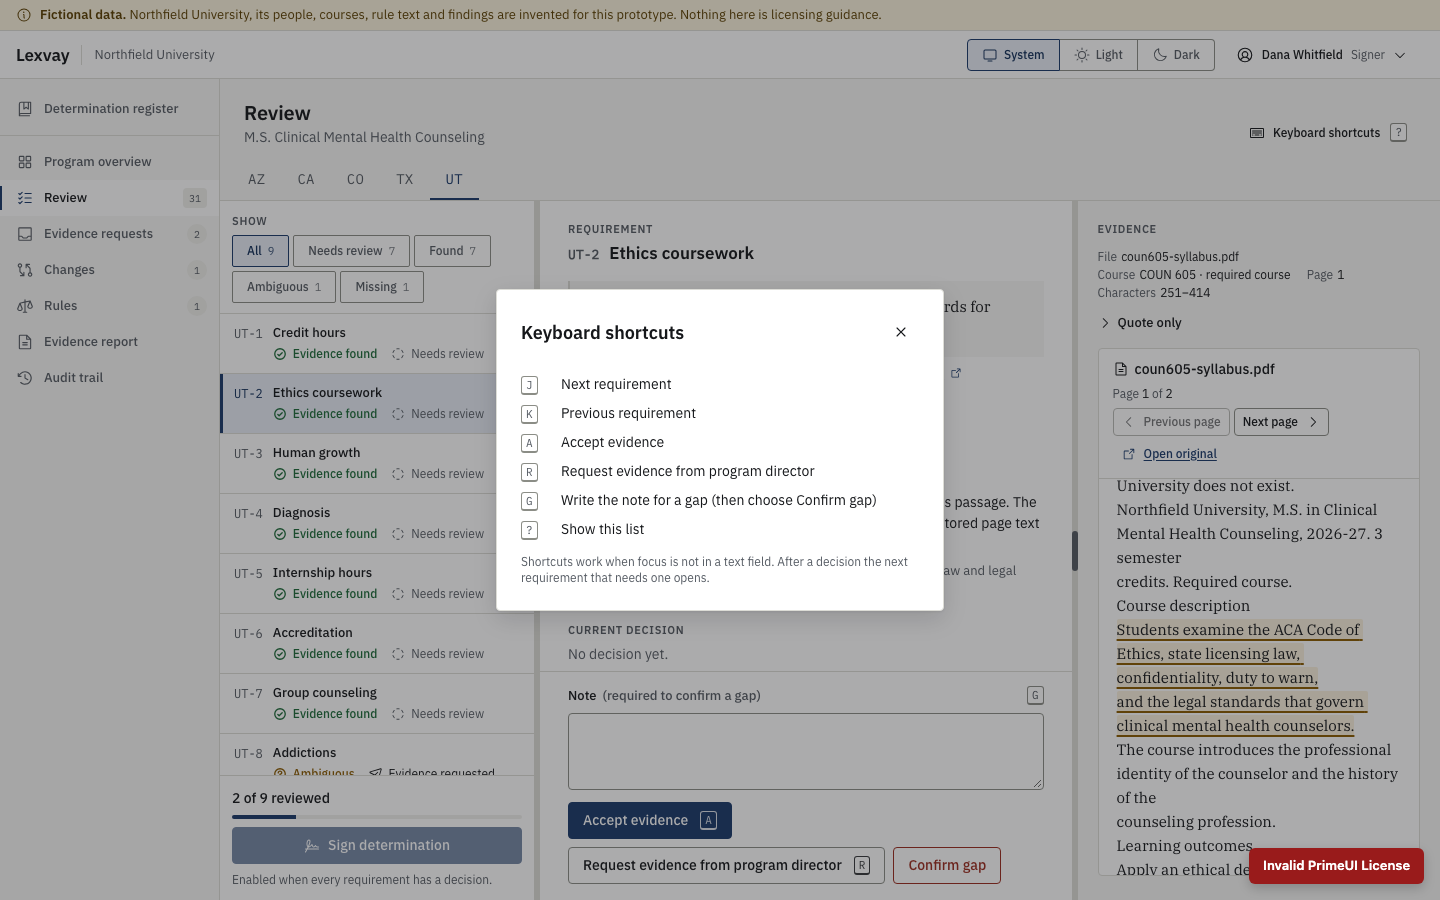 Fictional data. Northfield University, its people, courses, rule text and findings are invented for this prototype. Nothing here is licensing guidance.
Lexvay
Northfield University
System
Light
Dark
Dana Whitfield
Signer
Determination register
Program overview
Review 31
Evidence requests 2
Changes 1
Rules 1
Evidence report
Audit trail
Review
M.S. Clinical Mental Health Counseling
Keyboard shortcuts ?
AZ CA CO TX UT
SHOW
All 9
Needs review 7
Found 7
Ambiguous 1
Missing 1
UT-1 Credit hours
Evidence found Needs review
UT-2 Ethics coursework
Evidence found Needs review
UT-3 Human growth
Evidence found Needs review
UT-4 Diagnosis
Evidence found Needs review
UT-5 Internship hours
Evidence found Needs review
UT-6 Accreditation
Evidence found Needs review
UT-7 Group counseling
Evidence found Needs review
UT-8 Addictions
Ambiguous Evidence requested
2 of 9 reviewed
Sign determination
Enabled when every requirement has a decision.
REQUIREMENT
UT-2 Ethics coursework
rds for
Keyboard shortcuts
J Next requirement
K Previous requirement
A Accept evidence
R Request evidence from program director
G Write the note for a gap (then choose Confirm gap)
? Show this list
Shortcuts work when focus is not in a text field. After a decision the next
requirement that needs one opens.
s passage. The
tored page text
aw and legal
CURRENT DECISION
No decision yet.
Note (required to confirm a gap) G
Accept evidence A
Request evidence from program director R
Confirm gap
EVIDENCE
File coun605-syllabus.pdf
Course COUN 605 · required course Page 1
Characters 251–414
Quote only
coun605-syllabus.pdf
Page 1 of 2
Previous page
Next page
Open original
University does not exist.
Northfield University, M.S. in Clinical
Mental Health Counseling, 2026-27. 3
semester
credits. Required course.
Course description
Students examine the ACA Code of
Ethics, state licensing law,
confidentiality, duty to warn,
and the legal standards that govern
clinical mental health counselors.
The course introduces the professional
identity of the counselor and the history
of the
counseling profession.
Learning outcomes
Apply an ethical de
Invalid PrimeUI License